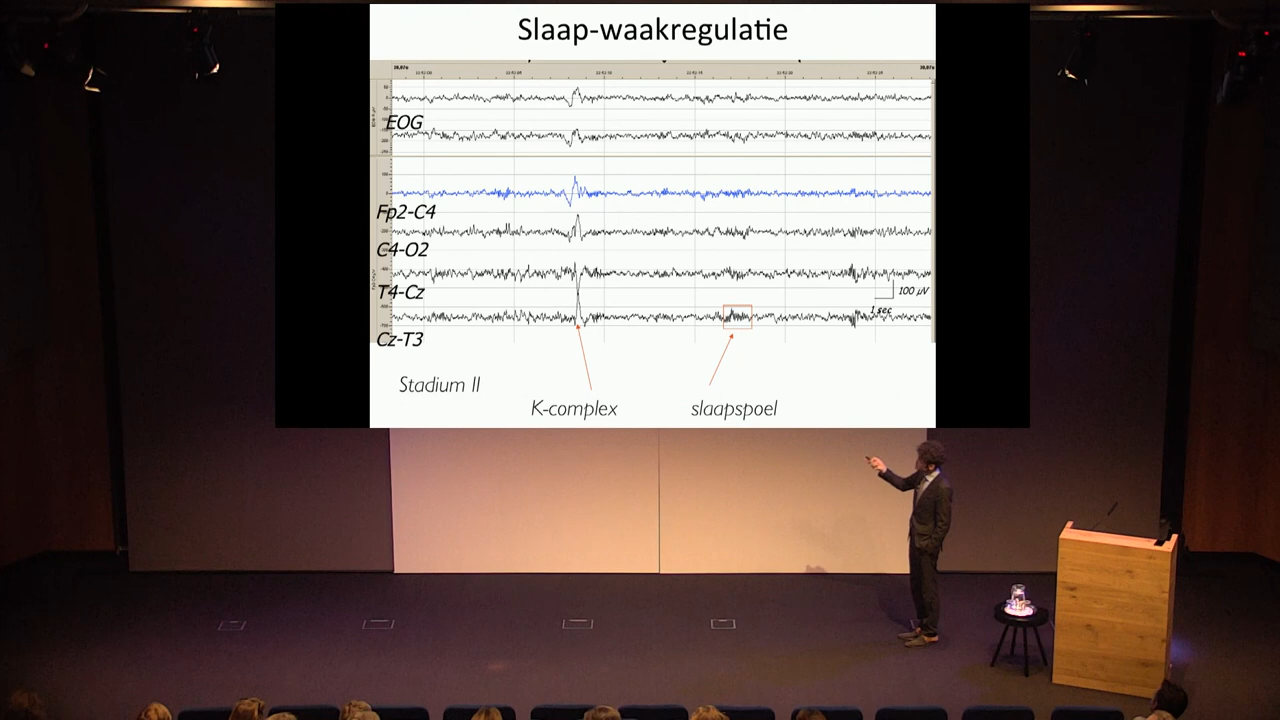 Slaap-waakregulatie
EOG
Fp2-C4
C4-O2
T4-Cz
100 µV
1 sec
Cz-T3
Stadium II
K-complex
slaapspoel